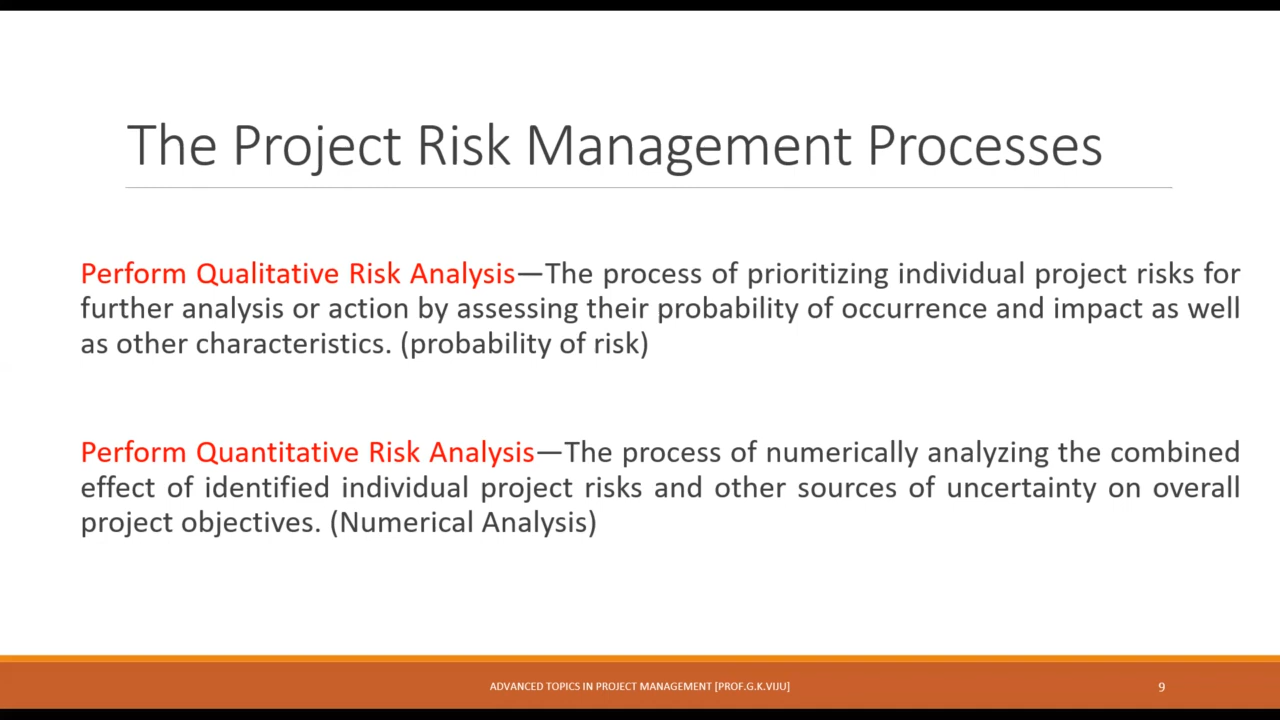 The Project Risk Management Processes
Perform Qualitative Risk Analysis—The process of prioritizing individual project risks for
further analysis or action by assessing their probability of occurrence and impact as well
as other characteristics. (probability of risk)
Perform Quantitative Risk Analysis—The process of numerically analyzing the combined
effect of identified individual project risks and other sources of uncertainty on overall
project objectives. (Numerical Analysis)
ADVANCED TOPICS IN PROJECT MANAGEMENT [PROF.G.K.VIJU]
9